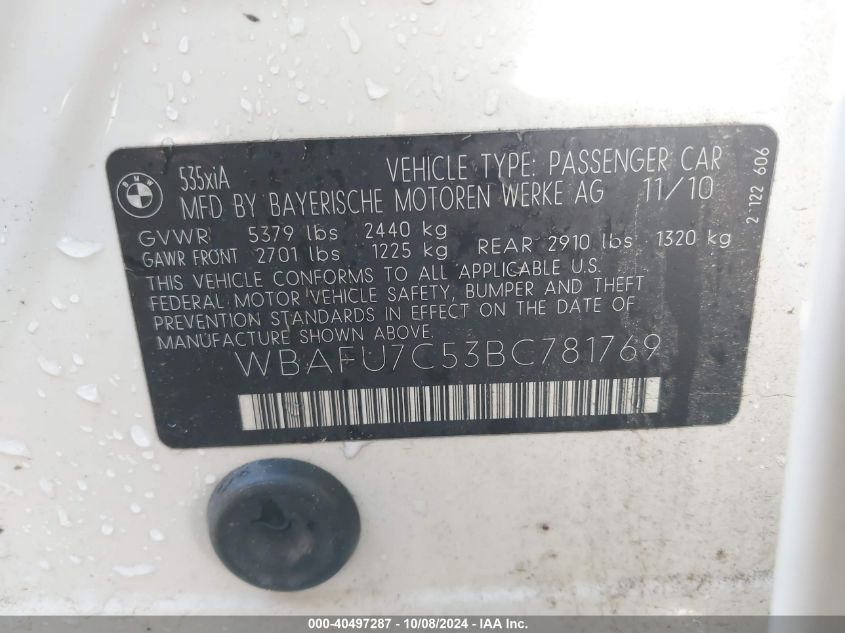 BMW
535xiA
VEHICLE TYPE: PASSENGER CAR
MFD BY BAYERISCHE MOTOREN WERKE AG 11/10
GVWR 5379 lbs 2440 kg
GAWR FRONT 2701 lbs 1225 kg REAR 2910 lbs 1320 kg
THIS VEHICLE CONFORMS TO ALL APPLICABLE U.S.
FEDERAL MOTOR VEHICLE SAFETY, BUMPER AND THEFT
PREVENTION STANDARDS IN EFFECT ON THE DATE OF
MANUFACTURE SHOWN ABOVE.
WBAFU7C53BC781769
2 122 606
000-40497287 - 10/08/2024 - IAA Inc.